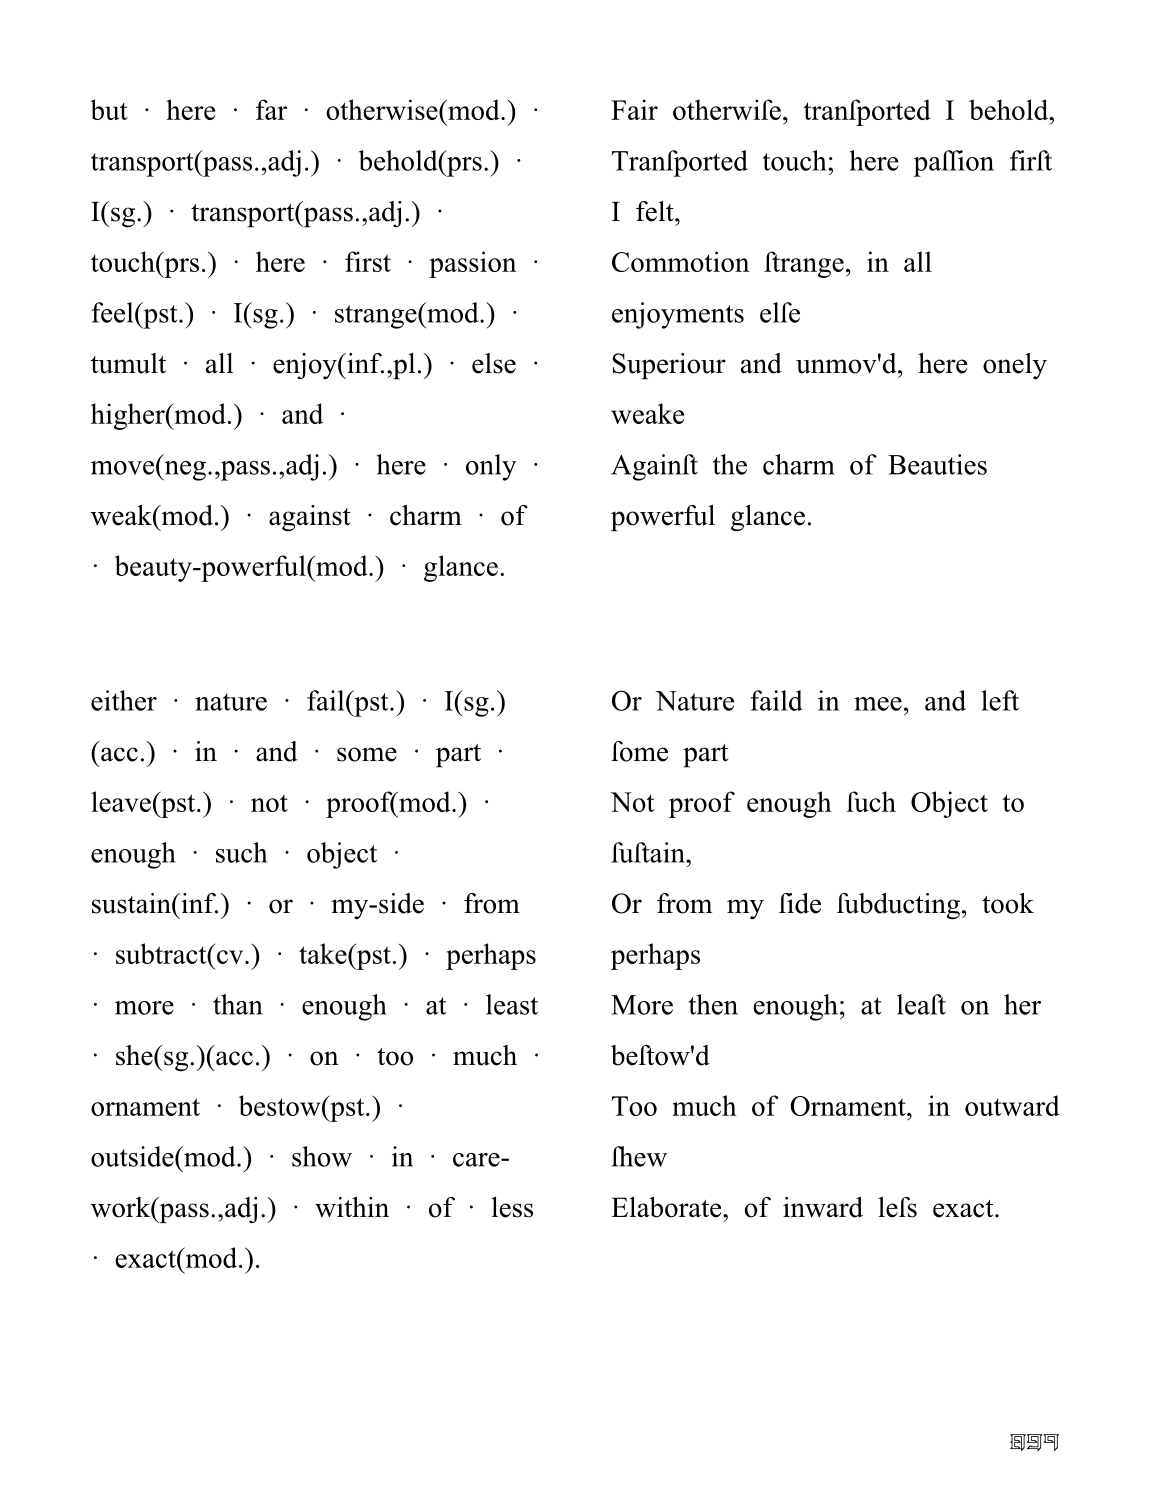 but · here · far · otherwise(mod.) ·
transport(pass.,adj.) · behold(prs.) ·
I(sg.) · transport(pass.,adj.) ·
touch(prs.) · here · first · passion ·
feel(pst.) · I(sg.) · strange(mod.) ·
tumult · all · enjoy(inf.,pl.) · else ·
higher(mod.) · and ·
move(neg.,pass.,adj.) · here · only ·
weak(mod.) · against · charm · of
· beauty-powerful(mod.) · glance.
Fair otherwiſe, tranſported I behold,
Tranſported touch; here paſſion firſt
I felt,
Commotion ſtrange, in all
enjoyments elſe
Superiour and unmov'd, here onely
weake
Againſt the charm of Beauties
powerful glance.
either · nature · fail(pst.) · I(sg.)
(acc.) · in · and · some · part ·
leave(pst.) · not · proof(mod.) ·
enough · such · object ·
sustain(inf.) · or · my-side · from
· subtract(cv.) · take(pst.) · perhaps
· more · than · enough · at · least
· she(sg.)(acc.) · on · too · much ·
ornament · bestow(pst.) ·
outside(mod.) · show · in · care-
work(pass.,adj.) · within · of · less
· exact(mod.).
Or Nature faild in mee, and left
ſome part
Not proof enough ſuch Object to
ſuſtain,
Or from my ſide ſubducting, took
perhaps
More then enough; at leaſt on her
beſtow'd
Too much of Ornament, in outward
ſhew
Elaborate, of inward leſs exact.